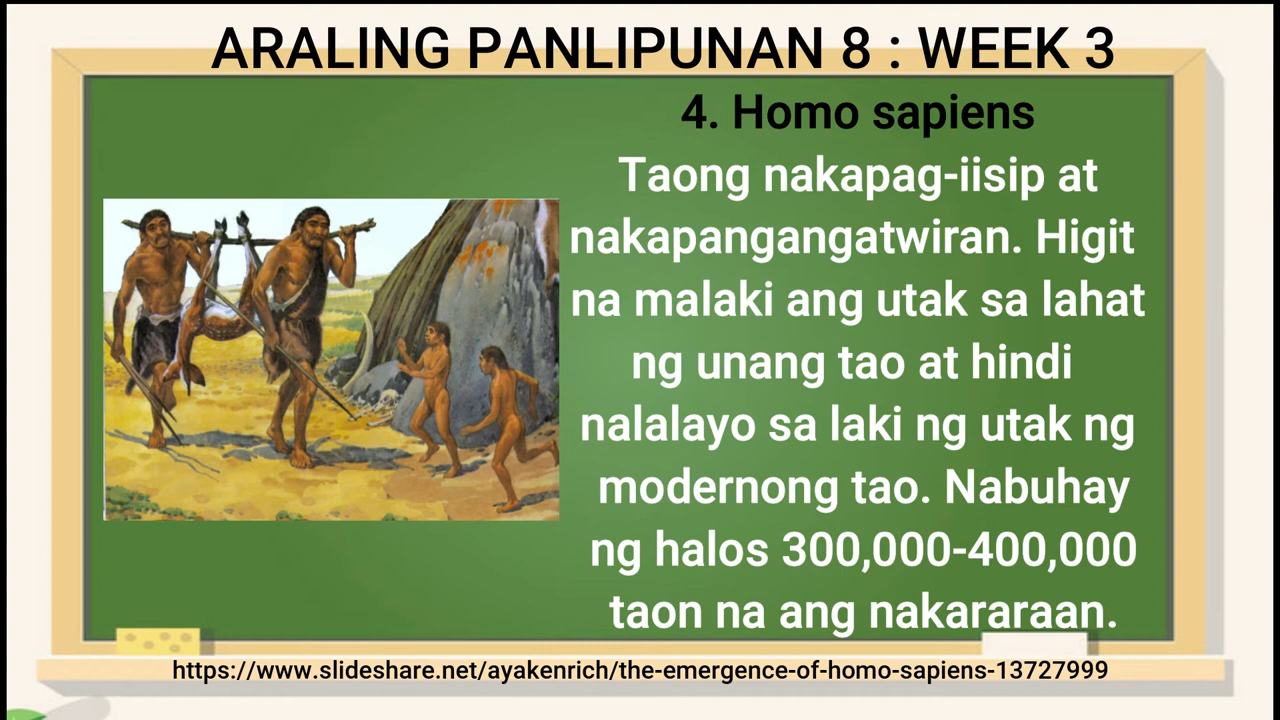 ARALING PANLIPUNAN 8 : WEEK 3
4. Homo sapiens
Taong nakapag-iisip at
nakapangangatwiran. Higit
na malaki ang utak sa lahat
ng unang tao at hindi
nalalayo sa laki ng utak ng
modernong tao. Nabuhay
ng halos 300,000-400,000
taon na ang nakararaan.
https://www.slideshare.net/ayakenrich/the-emergence-of-homo-sapiens-13727999